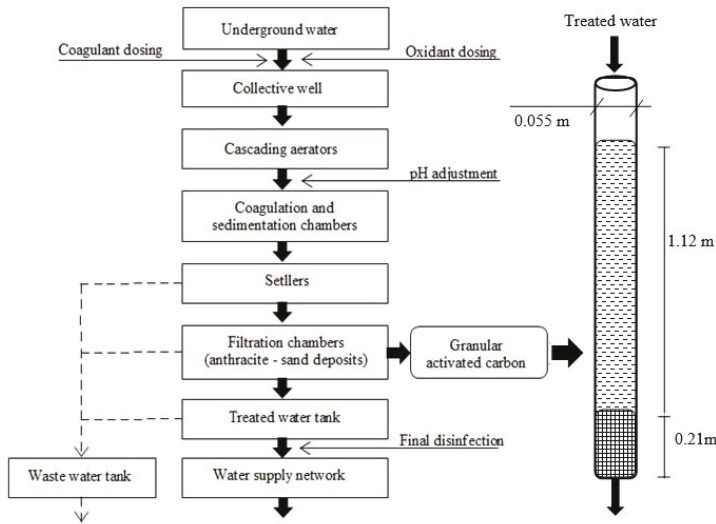 Underground water
Coagulant dosing
Oxidant dosing
Collective well
Cascading aerators
pH adjustment
Coagulation and
sedimentation chambers
Setllers
Filtration chambers
(anthracite - sand deposits)
Granular
activated carbon
Treated water tank
Final disinfection
Waste water tank
Water supply network
Treated water
0.055 m
1.12 m
0.21m